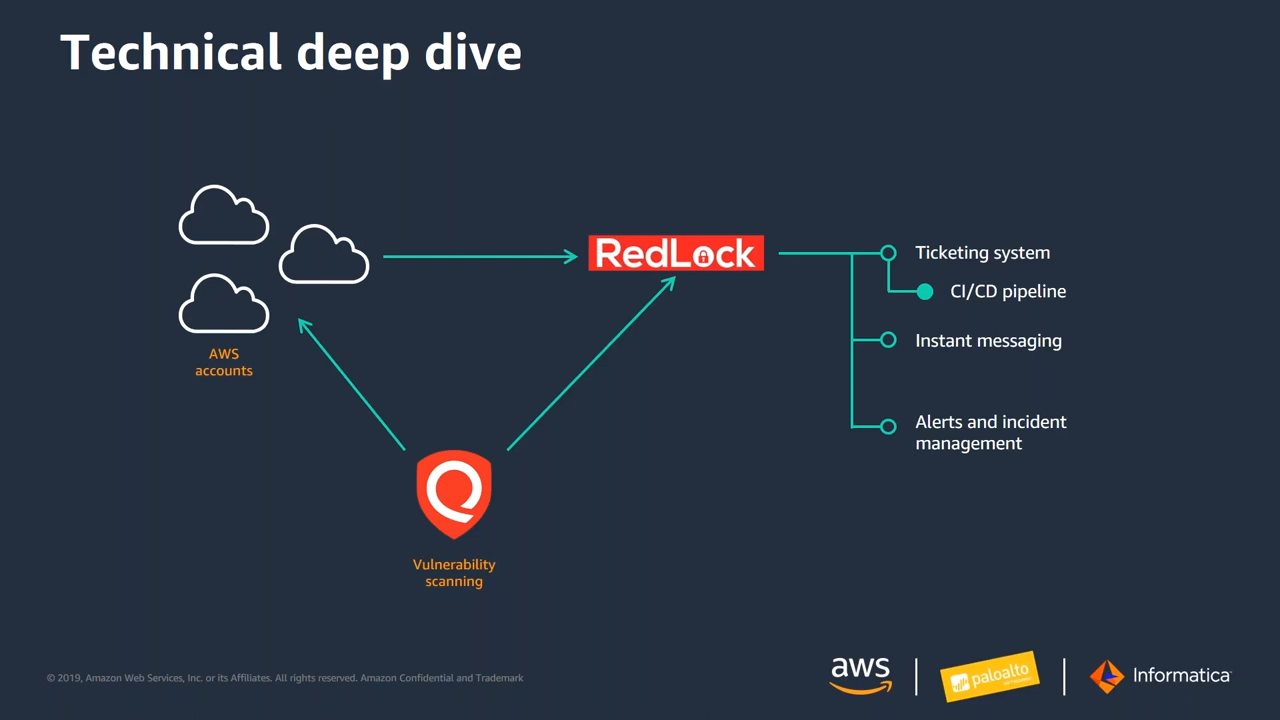 Technical deep dive
RedLock
Ticketing system
CI/CD pipeline
Instant messaging
Alerts and incident
management
AWS
accounts
Vulnerability
scanning
© 2019, Amazon Web Services, Inc. or its Affiliates. All rights reserved. Amazon Confidential and Trademark
aws
paloalto
Informatica